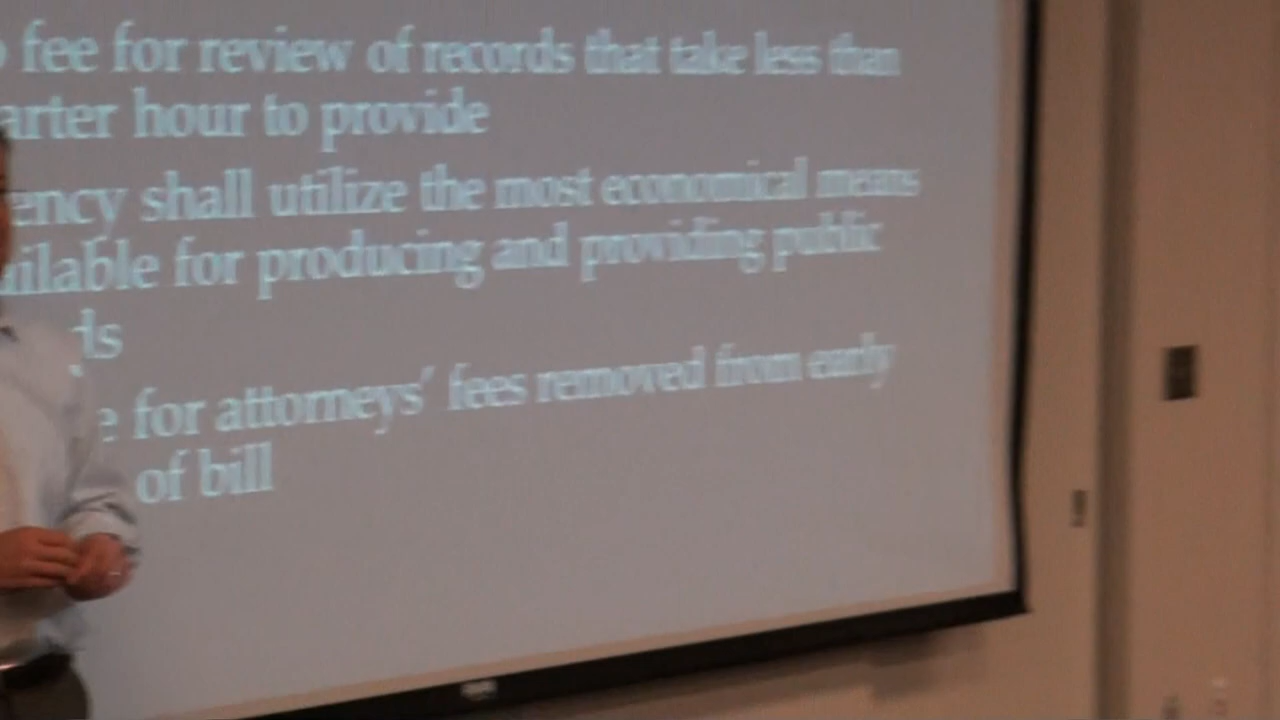 fee for review of records that take less than
arter hour to provide
ency shall utilize the most economical means
ilable for producing and providing public
ds
e for attorneys' fees removed from early
of bill